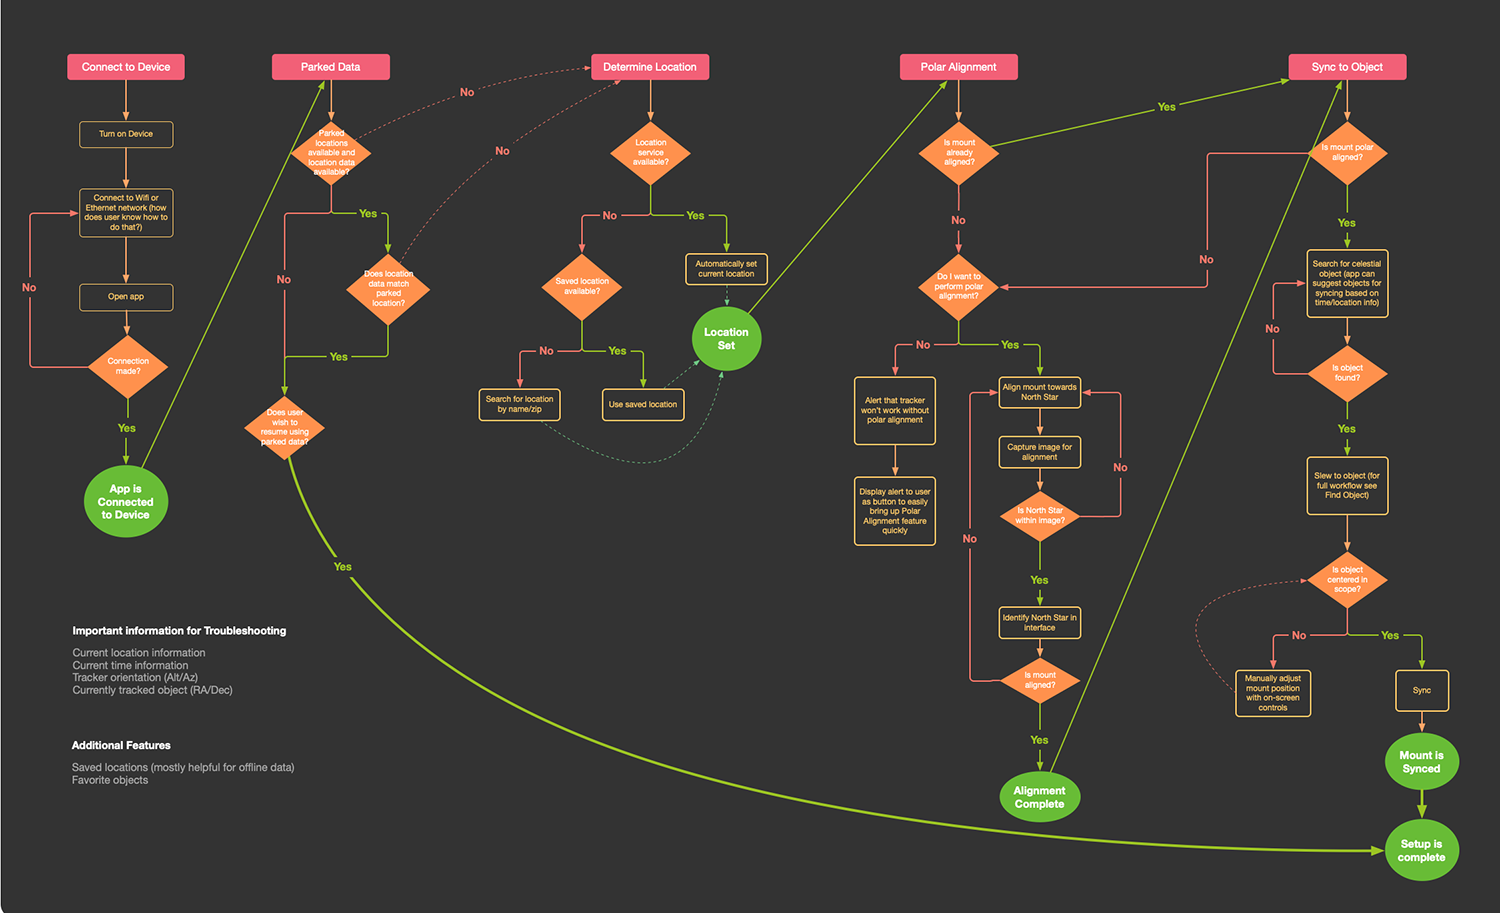 Connect to Device
Turn on Device
Connect to Wifi or
Ethernet network (how
does user know how to
do that?)
Open app
No
Connection
made?
Yes
App is
Connected
to Device
Parked Data
Parked
locations
available and
location data
available?
No
Yes
No
Does location
data match
parked
location?
No
Yes
Does user
wish to
resume using
parked data?
Yes
Determine Location
Location
service
available?
No
Yes
Saved location
available?
Automatically set
current location
No
Yes
Search for location
by name/zip
Use saved location
Location
Set
Polar Alignment
Is mount
already
aligned?
Yes
No
Do I want to
perform polar
alignment?
No
Yes
Alert that tracker
won't work without
polar alignment
Display alert to user
as button to easily
bring up Polar
Alignment feature
quickly
Align mount towards
North Star
Capture image for
alignment
No
Is North Star
within image?
No
Yes
Identify North Star in
interface
Is mount
aligned?
Yes
Alignment
Complete
Sync to Object
Is mount polar
aligned?
No
Yes
Search for celestial
object (app can
suggest objects for
syncing based on
time/location info)
No
Is object
found?
Yes
Slew to object (for
full workflow see
Find Object)
Is object
centered in
scope?
No
Yes
Manually adjust
mount position
with on-screen
controls
Sync
Mount is
Synced
Setup is
complete
Important information for Troubleshooting
Current location information
Current time information
Tracker orientation (Alt/Az)
Currently tracked object (RA/Dec)
Additional Features
Saved locations (mostly helpful for offline data)
Favorite objects